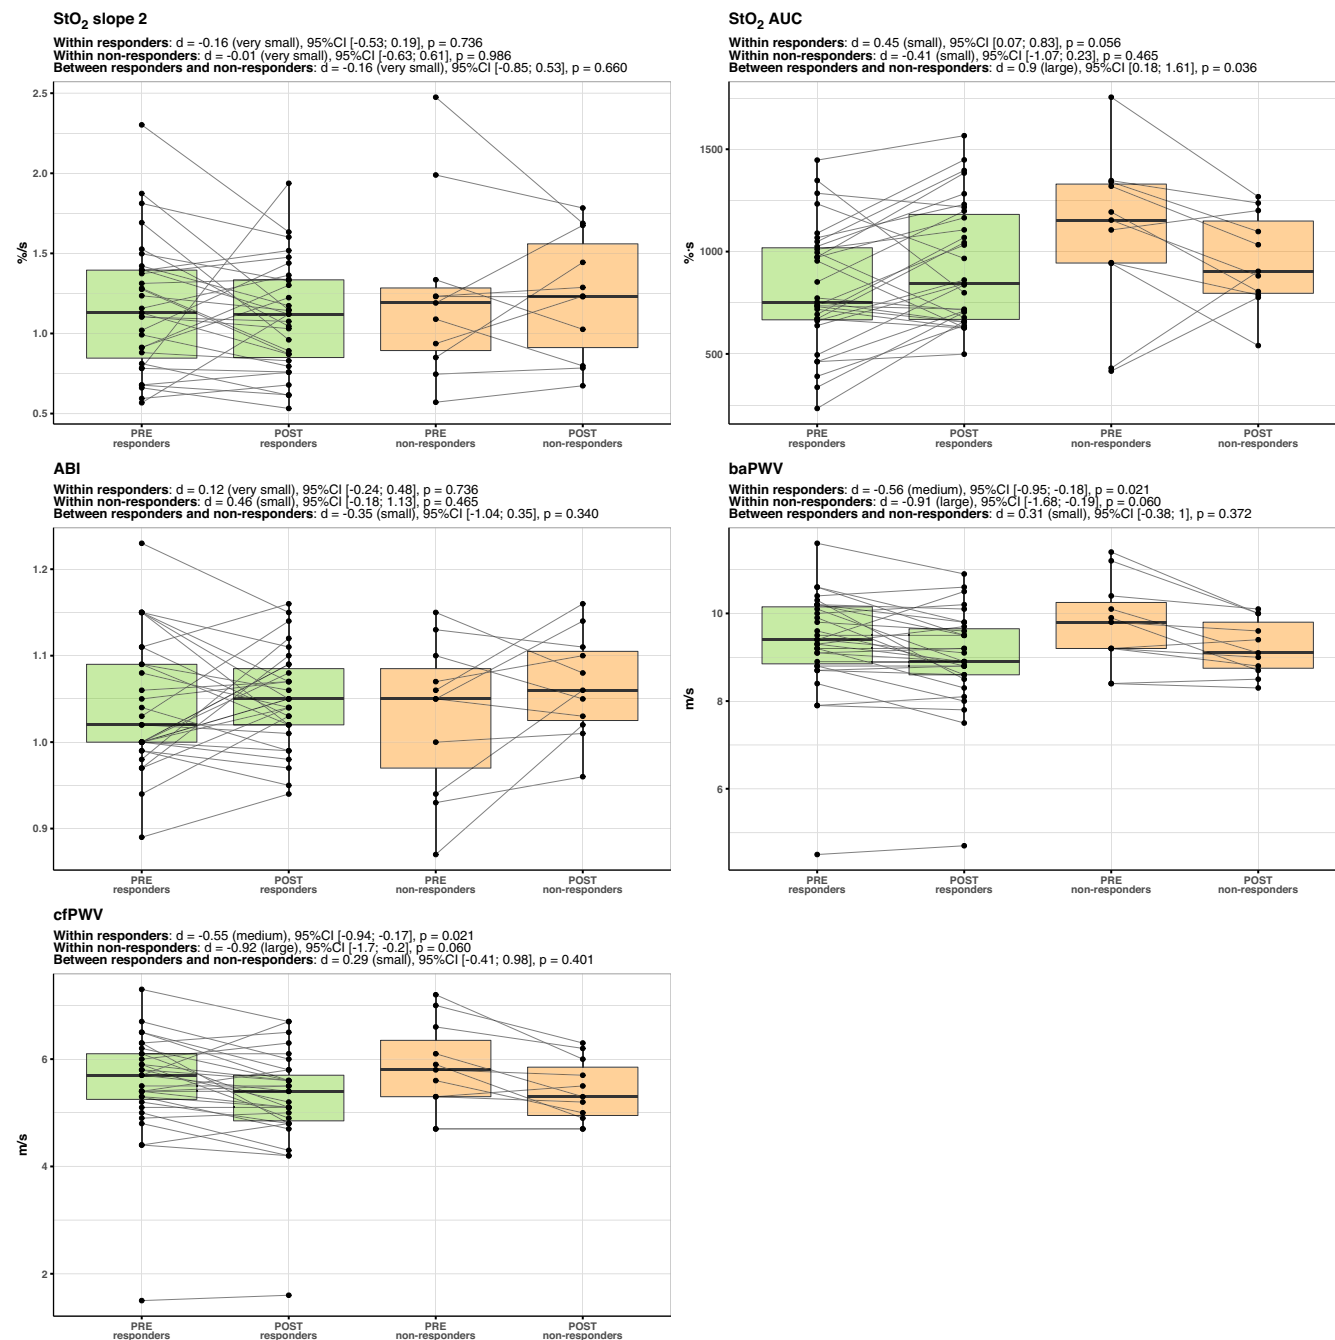 StO2 slope 2
Within responders: d = -0.16 (very small), 95%CI [-0.53; 0.19], p = 0.736
Within non-responders: d = -0.01 (very small), 95%CI [-0.63; 0.61], p = 0.986
Between responders and non-responders: d = -0.16 (very small), 95%CI [-0.85; 0.53], p = 0.660
2.5
2.0
1.5
1.0
0.5
%/s
PRE responders
POST responders
PRE non-responders
POST non-responders
StO2 AUC
Within responders: d = 0.45 (small), 95%CI [0.07; 0.83], p = 0.056
Within non-responders: d = -0.41 (small), 95%CI [-1.07; 0.23], p = 0.465
Between responders and non-responders: d = 0.9 (large), 95%CI [0.18; 1.61], p = 0.036
1500
1000
500
%·s
PRE responders
POST responders
PRE non-responders
POST non-responders
ABI
Within responders: d = 0.12 (very small), 95%CI [-0.24; 0.48], p = 0.736
Within non-responders: d = 0.46 (small), 95%CI [-0.18; 1.13], p = 0.465
Between responders and non-responders: d = -0.35 (small), 95%CI [-1.04; 0.35], p = 0.340
1.2
1.1
1.0
0.9
PRE responders
POST responders
PRE non-responders
POST non-responders
baPWV
Within responders: d = -0.56 (medium), 95%CI [-0.95; -0.18], p = 0.021
Within non-responders: d = -0.91 (large), 95%CI [-1.68; -0.19], p = 0.060
Between responders and non-responders: d = 0.31 (small), 95%CI [-0.38; 1], p = 0.372
10
8
6
m/s
PRE responders
POST responders
PRE non-responders
POST non-responders
cfPWV
Within responders: d = -0.55 (medium), 95%CI [-0.94; -0.17], p = 0.021
Within non-responders: d = -0.92 (large), 95%CI [-1.7; -0.2], p = 0.060
Between responders and non-responders: d = 0.29 (small), 95%CI [-0.41; 0.98], p = 0.401
6
4
2
m/s
PRE responders
POST responders
PRE non-responders
POST non-responders